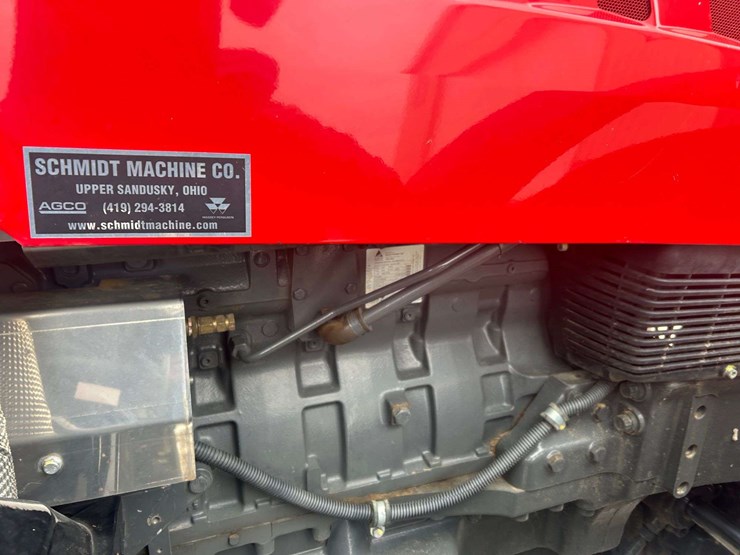 SCHMIDT MACHINE CO.
UPPER SANDUSKY, OHIO
AGCO (419) 294-3814
www.schmidtmachine.com